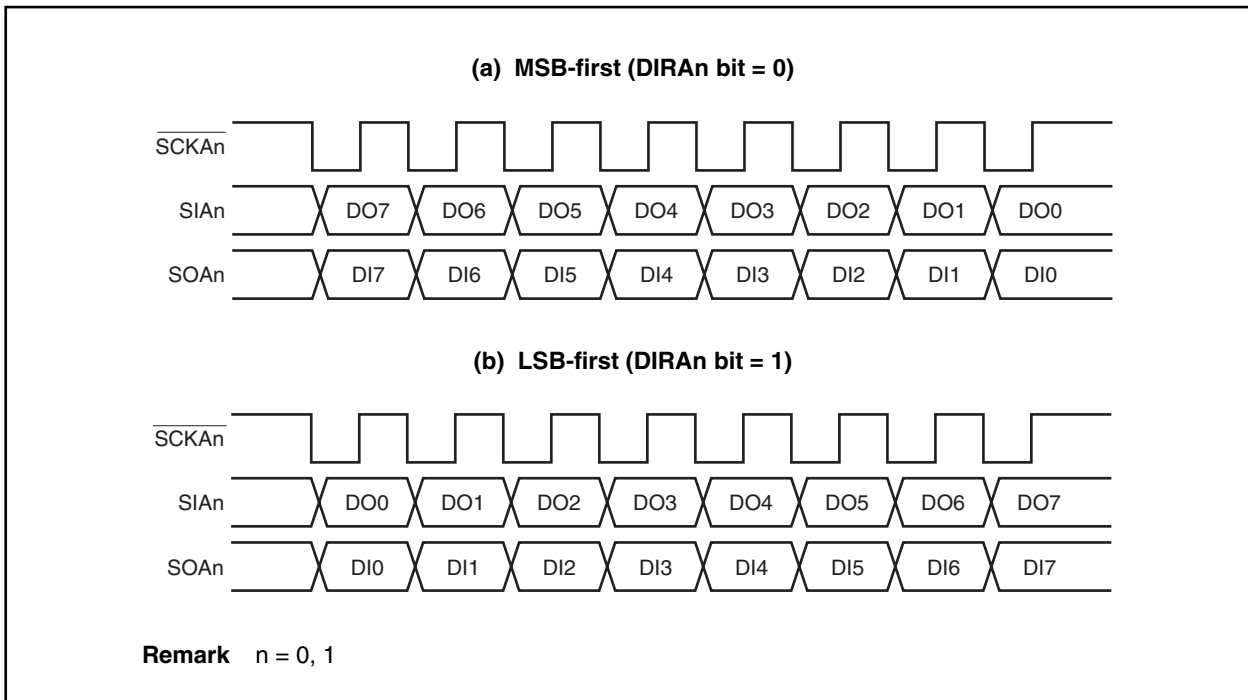 (a) MSB-first (DIRAn bit = 0)
SCKAn
SIAn DO7 DO6 DO5 DO4 DO3 DO2 DO1 DO0
SOAn DI7 DI6 DI5 DI4 DI3 DI2 DI1 DI0
(b) LSB-first (DIRAn bit = 1)
SCKAn
SIAn DO0 DO1 DO2 DO3 DO4 DO5 DO6 DO7
SOAn DI0 DI1 DI2 DI3 DI4 DI5 DI6 DI7
Remark n = 0, 1